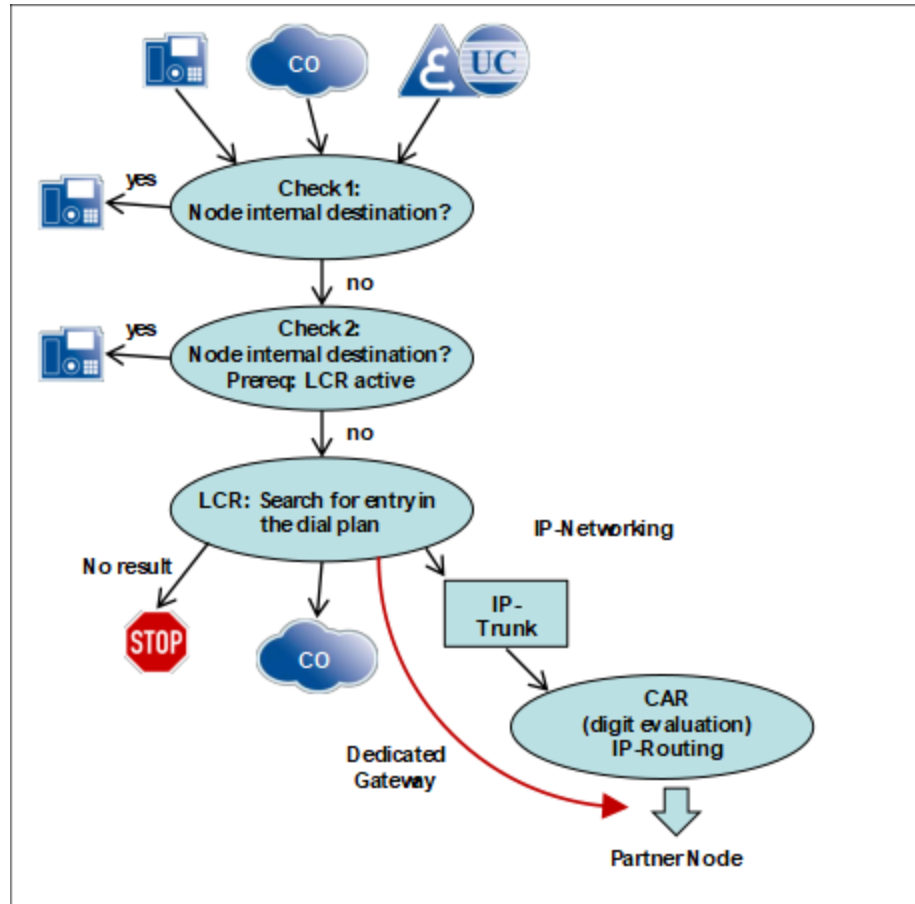 CO
UC
Check 1:
Node internal destination?
yes
no
Check 2:
Node internal destination?
Prereq: LCR active
yes
no
LCR: Search for entry in
the dial plan
IP-Networking
No result
STOP
CO
IP-
Trunk
CAR
(digit evaluation)
IP-Routing
Dedicated
Gateway
Partner Node